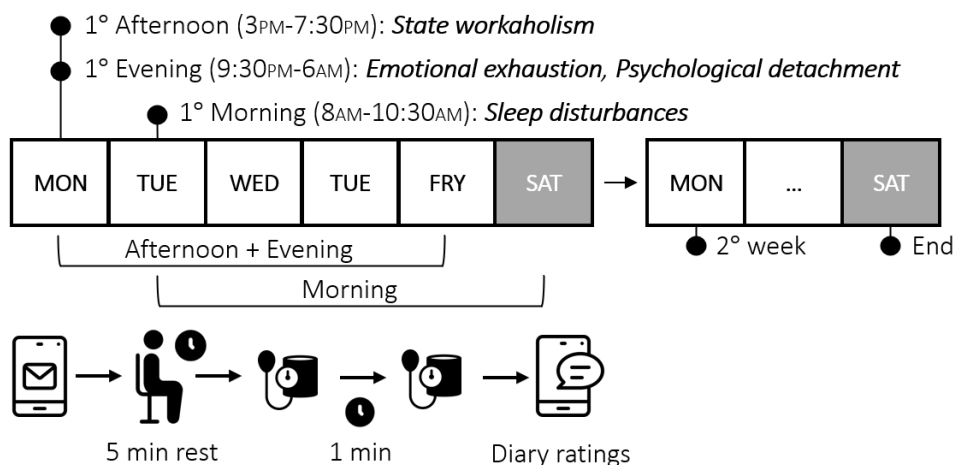 1° Afternoon (3PM-7:30PM): State workaholism
1° Evening (9:30PM-6AM): Emotional exhaustion, Psychological detachment
1° Morning (8AM-10:30AM): Sleep disturbances
MON TUE WED TUE FRY SAT MON ... SAT
Afternoon + Evening 2° week End
Morning
5 min rest 1 min Diary ratings